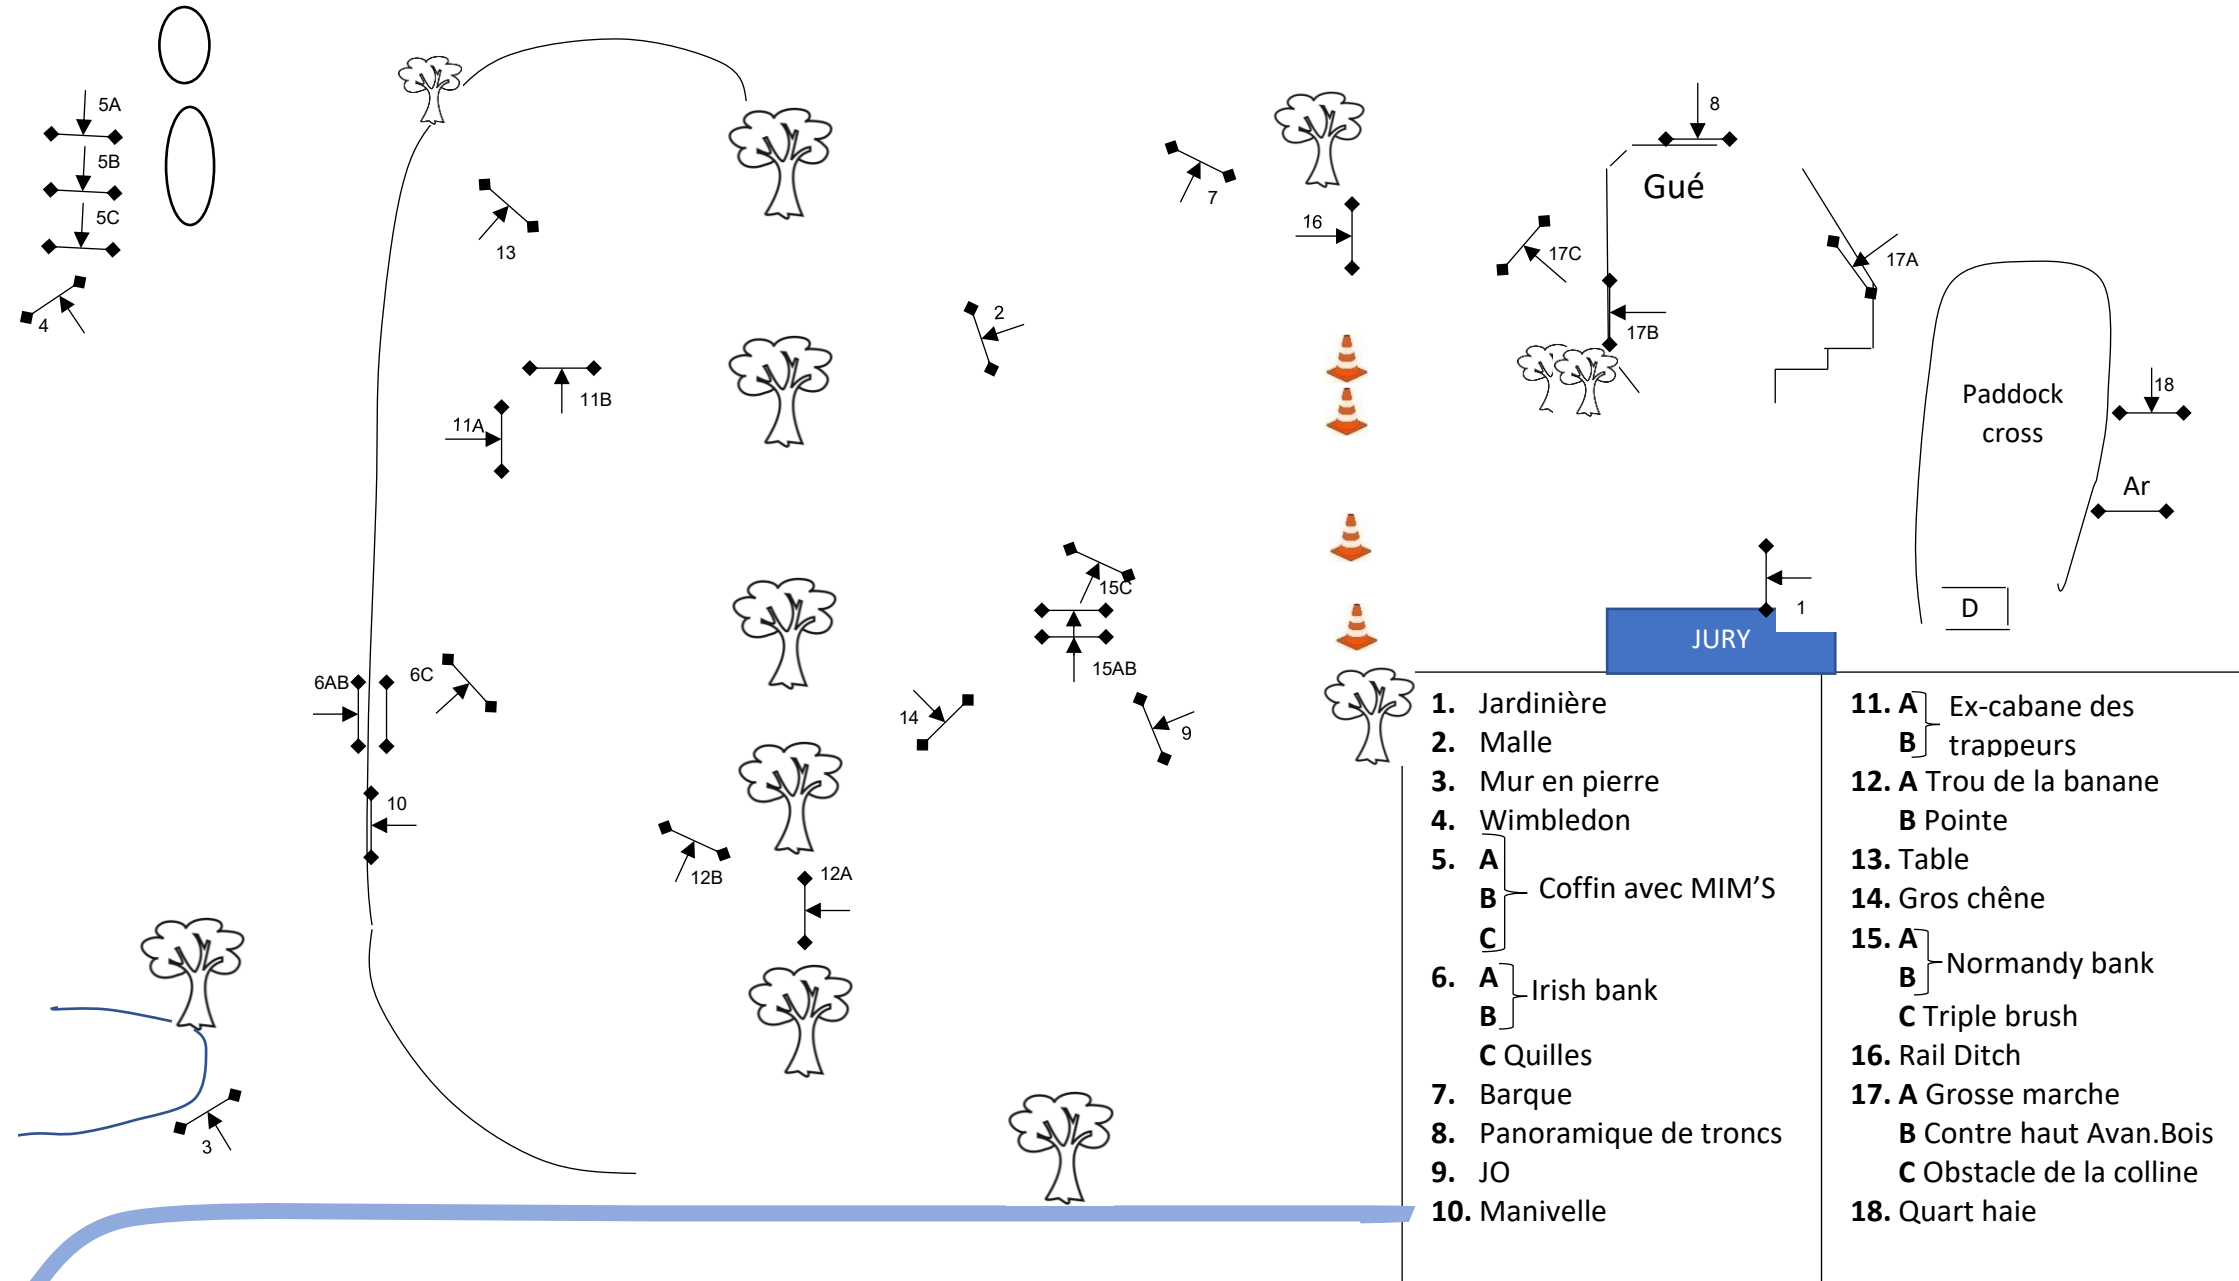 5A
5B
5C
4
13
11B
11A
6AB
6C
10
3
12B
12A
2
7
16
14
15C
15AB
9
8
Gué
17C
17A
17B
Paddock
cross
18
Ar
D
1
JURY
1. Jardinière
2. Malle
3. Mur en pierre
4. Wimbledon
5. A
B
C
Coffin avec MIM'S
6. A
B
Irish bank
C Quilles
7. Barque
8. Panoramique de troncs
9. JO
10. Manivelle
11. A
B
Ex-cabane des
trappeurs
12. A Trou de la banane
B Pointe
13. Table
14. Gros chêne
15. A
B
Normandy bank
C Triple brush
16. Rail Ditch
17. A Grosse marche
B Contre haut Avan.Bois
C Obstacle de la colline
18. Quart haie